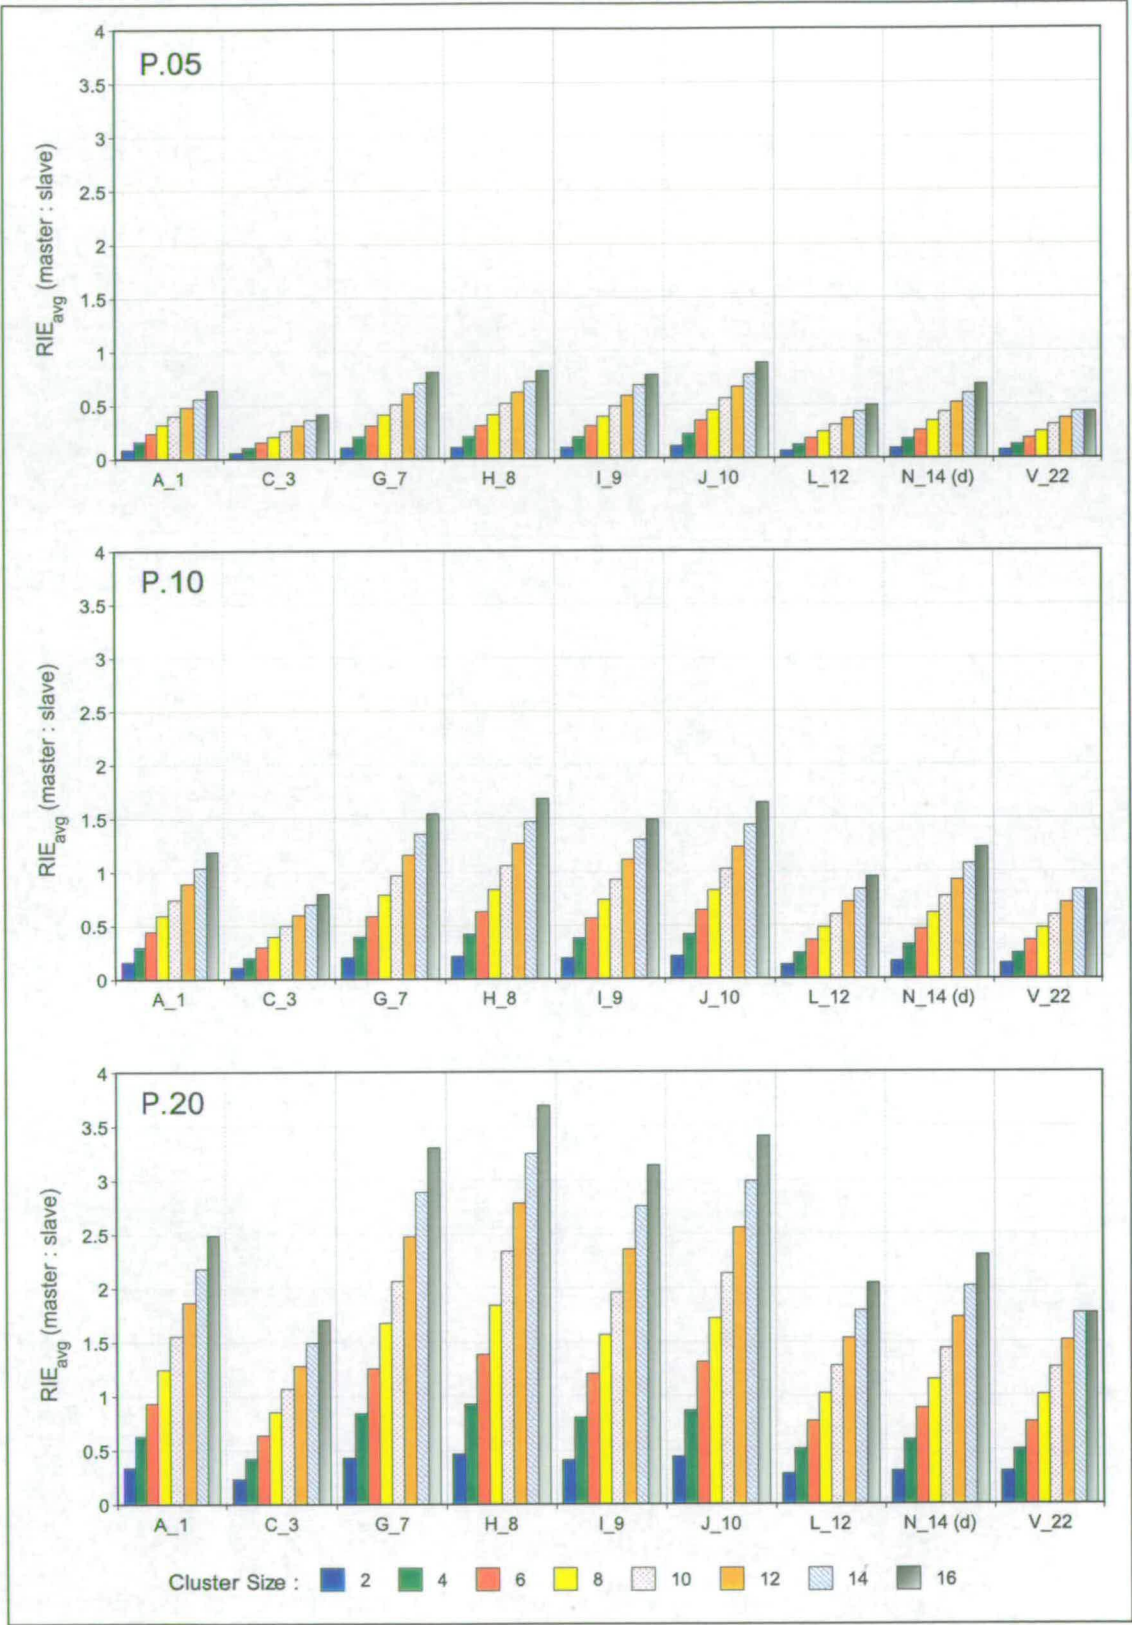 P.05
4
3.5
3
2.5
2
1.5
1
0.5
0
RIE_avg (master : slave)
A_1 C_3 G_7 H_8 I_9 J_10 L_12 N_14 (d) V_22
P.10
4
3.5
3
2.5
2
1.5
1
0.5
0
RIE_avg (master : slave)
A_1 C_3 G_7 H_8 I_9 J_10 L_12 N_14 (d) V_22
P.20
4
3.5
3
2.5
2
1.5
1
0.5
0
RIE_avg (master : slave)
A_1 C_3 G_7 H_8 I_9 J_10 L_12 N_14 (d) V_22
Cluster Size : 2 4 6 8 10 12 14 16